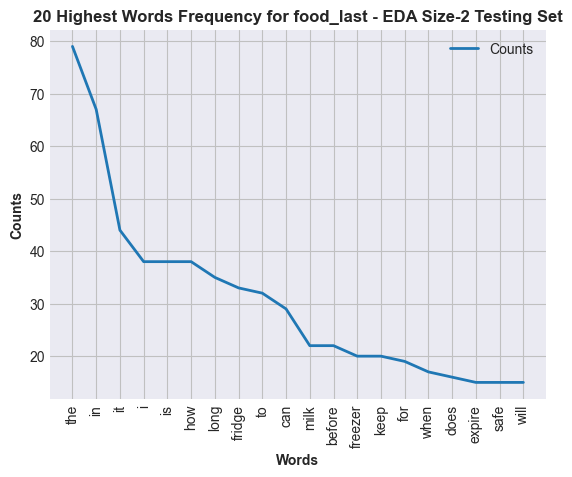 20 Highest Words Frequency for food_last - EDA Size-2 Testing Set
Counts
80
70
60
50
40
30
20
Counts
the
in
it
i
is
how
long
fridge
to
can
milk
before
freezer
keep
for
when
does
expire
safe
will
Words